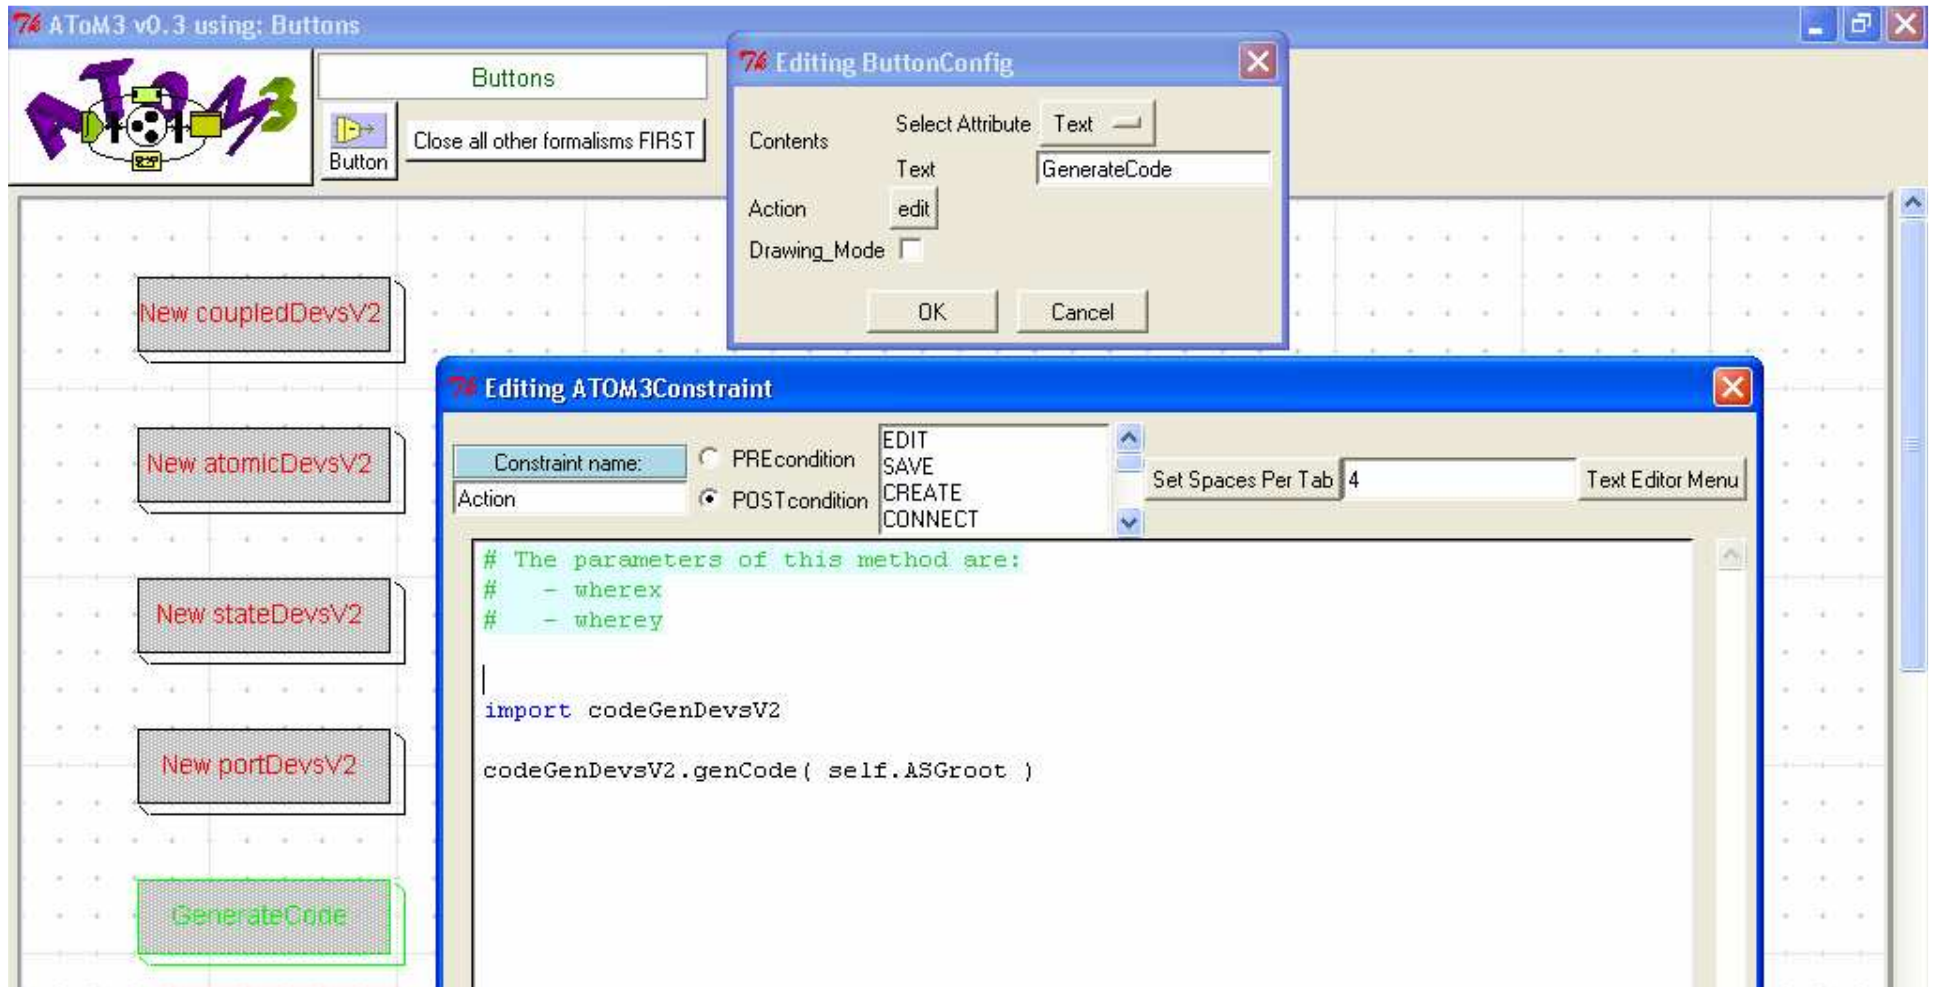 AToM3 v0.3 using: Buttons
AToM3
Buttons
Button
Close all other formalisms FIRST
Editing ButtonConfig
Contents
Select Attribute Text
Text GenerateCode
Action edit
Drawing_Mode
OK Cancel
New coupledDevsV2
New atomicDevsV2
New stateDevsV2
New portDevsV2
GenerateCode
Editing ATOM3Constraint
Constraint name:
Action
PREcondition
POSTcondition
EDIT
SAVE
CREATE
CONNECT
Set Spaces Per Tab 4
Text Editor Menu
# The parameters of this method are:
#   - wherex
#   - wherey
import codeGenDevsV2
codeGenDevsV2.genCode( self.ASGroot )